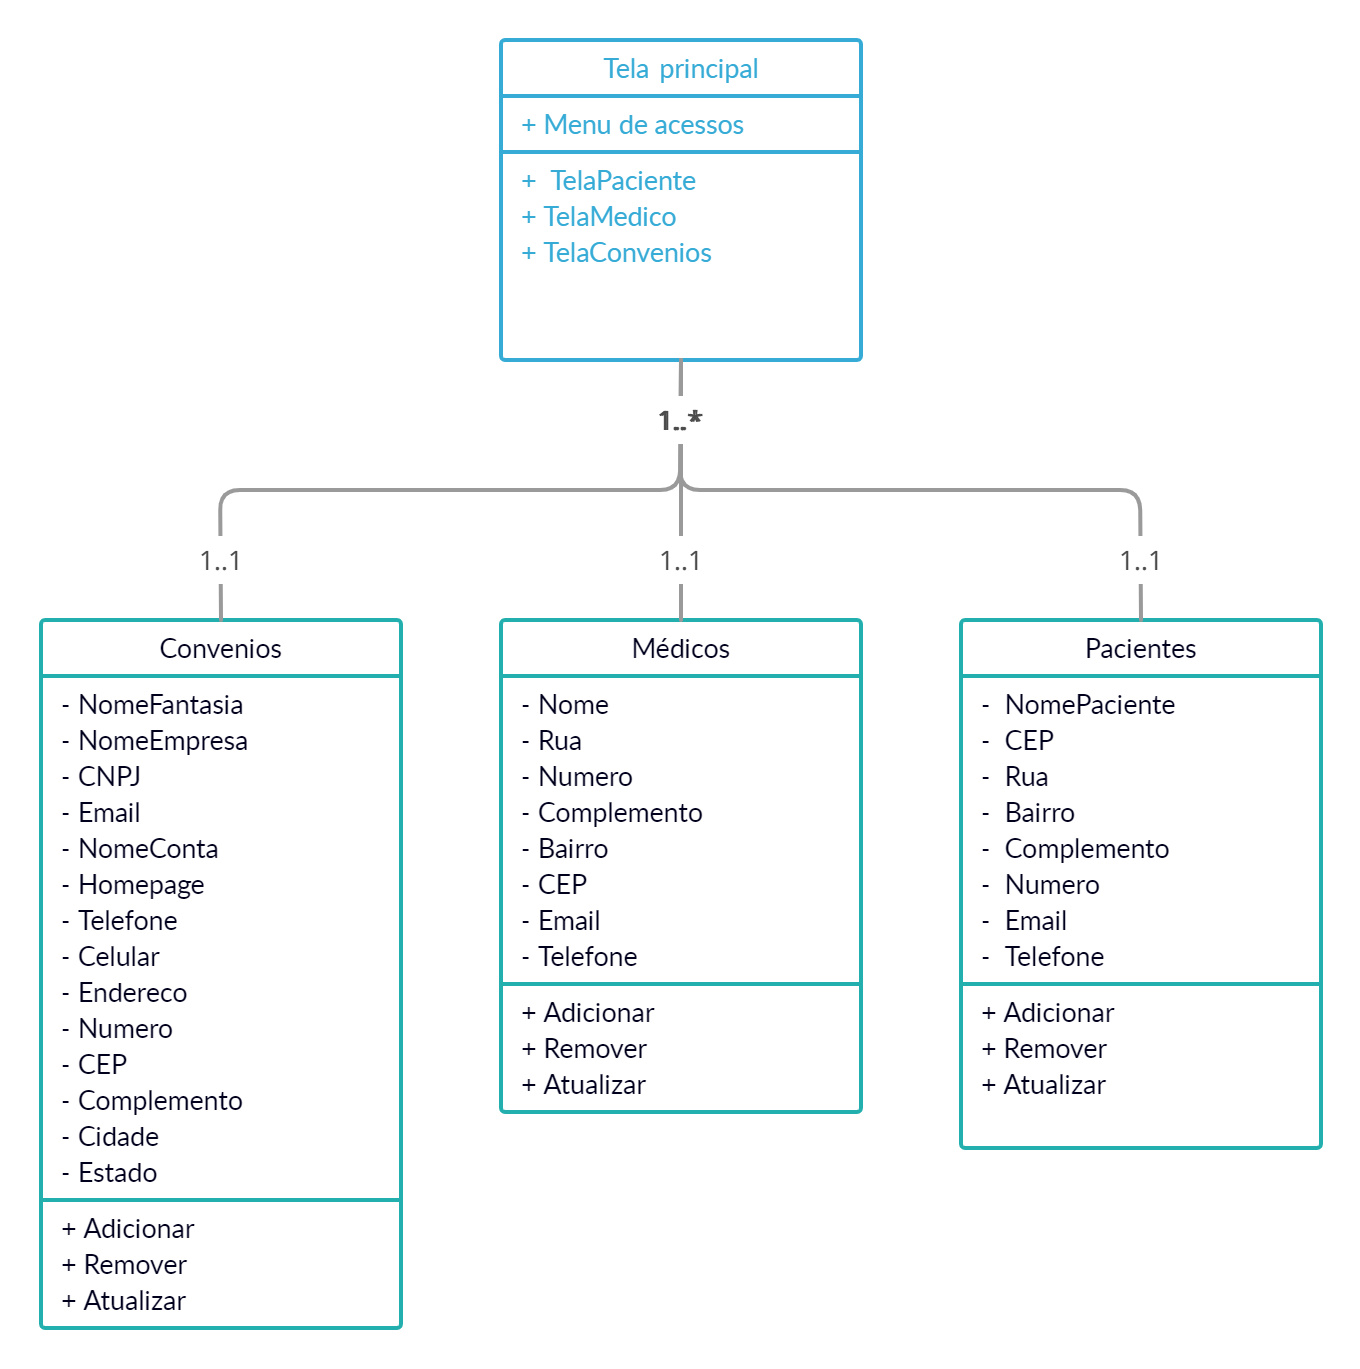 Tela principal
+ Menu de acessos
+ TelaPaciente
+ TelaMedico
+ TelaConvenios
1..*
1..1
1..1
1..1
Convenios
- NomeFantasia
- NomeEmpresa
- CNPJ
- Email
- NomeConta
- Homepage
- Telefone
- Celular
- Endereco
- Numero
- CEP
- Complemento
- Cidade
- Estado
+ Adicionar
+ Remover
+ Atualizar
Médicos
- Nome
- Rua
- Numero
- Complemento
- Bairro
- CEP
- Email
- Telefone
+ Adicionar
+ Remover
+ Atualizar
Pacientes
- NomePaciente
- CEP
- Rua
- Bairro
- Complemento
- Numero
- Email
- Telefone
+ Adicionar
+ Remover
+ Atualizar